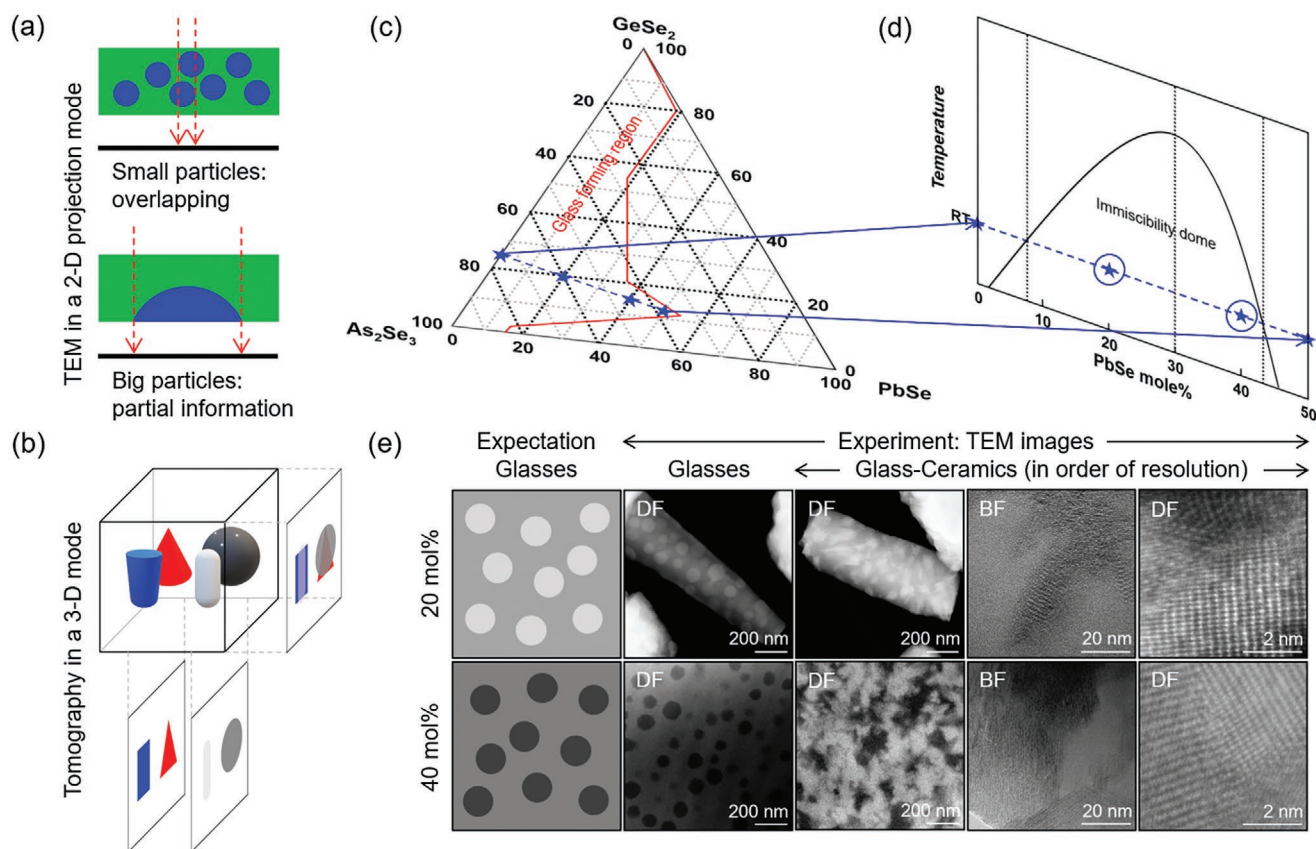 (a)
TEM in a 2-D projection mode
Small particles:
overlapping
Big particles:
partial information
(b)
Tomography in a 3-D mode
(c)
GeSe₂
0
100
20
80
40
60
60
40
80
20
100
0
As₂Se₃
0
20
40
60
80
100
PbSe
Glass forming region
(d)
Temperature
RT
Immiscibility dome
0
10
20
30
40
50
PbSe mole%
(e)
Expectation
Glasses
Experiment: TEM images
Glasses
Glass-Ceramics (in order of resolution)
20 mol%
DF
200 nm
DF
200 nm
BF
20 nm
DF
2 nm
40 mol%
DF
200 nm
DF
200 nm
BF
20 nm
DF
2 nm